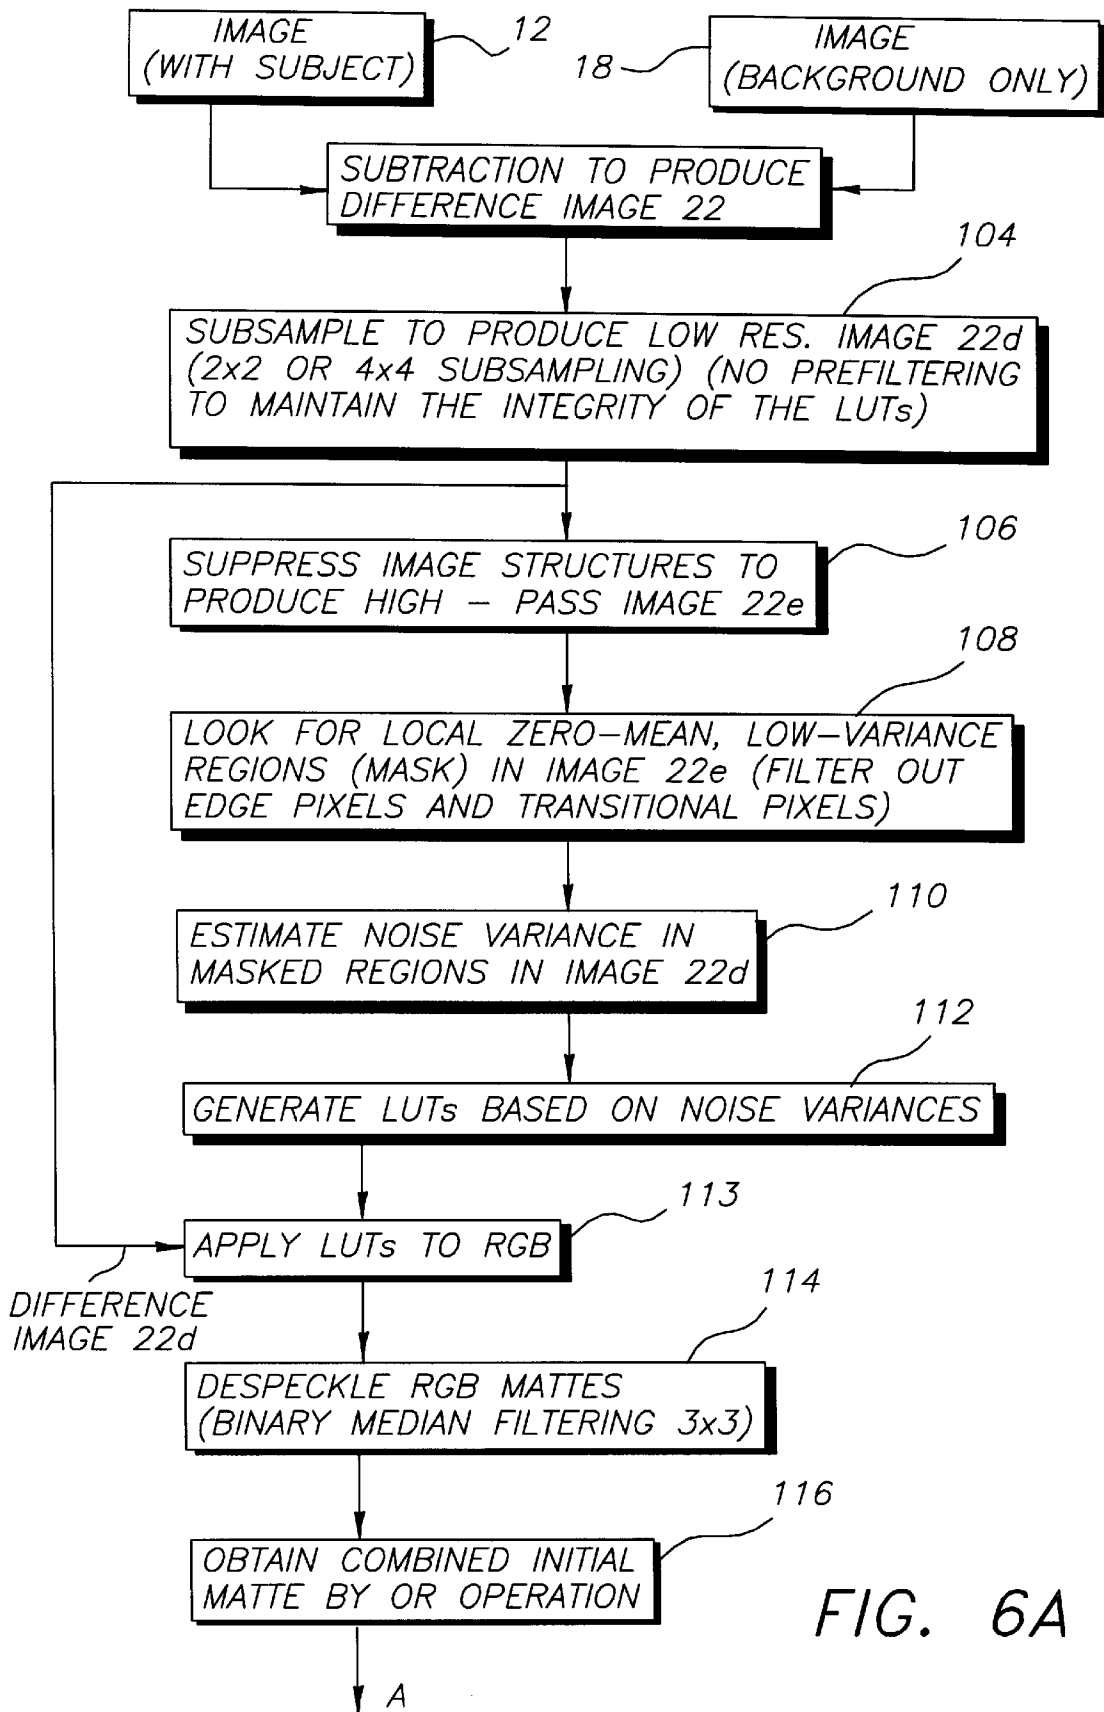 IMAGE
(WITH SUBJECT)
12
18
IMAGE
(BACKGROUND ONLY)
SUBTRACTION TO PRODUCE
DIFFERENCE IMAGE 22
104
SUBSAMPLE TO PRODUCE LOW RES. IMAGE 22d
(2x2 OR 4x4 SUBSAMPLING) (NO PREFILTERING
TO MAINTAIN THE INTEGRITY OF THE LUTs)
106
SUPPRESS IMAGE STRUCTURES TO
PRODUCE HIGH – PASS IMAGE 22e
108
LOOK FOR LOCAL ZERO–MEAN, LOW–VARIANCE
REGIONS (MASK) IN IMAGE 22e (FILTER OUT
EDGE PIXELS AND TRANSITIONAL PIXELS)
110
ESTIMATE NOISE VARIANCE IN
MASKED REGIONS IN IMAGE 22d
112
GENERATE LUTs BASED ON NOISE VARIANCES
113
APPLY LUTs TO RGB
DIFFERENCE
IMAGE 22d
114
DESPECKLE RGB MATTES
(BINARY MEDIAN FILTERING 3x3)
116
OBTAIN COMBINED INITIAL
MATTE BY OR OPERATION
A
FIG. 6A